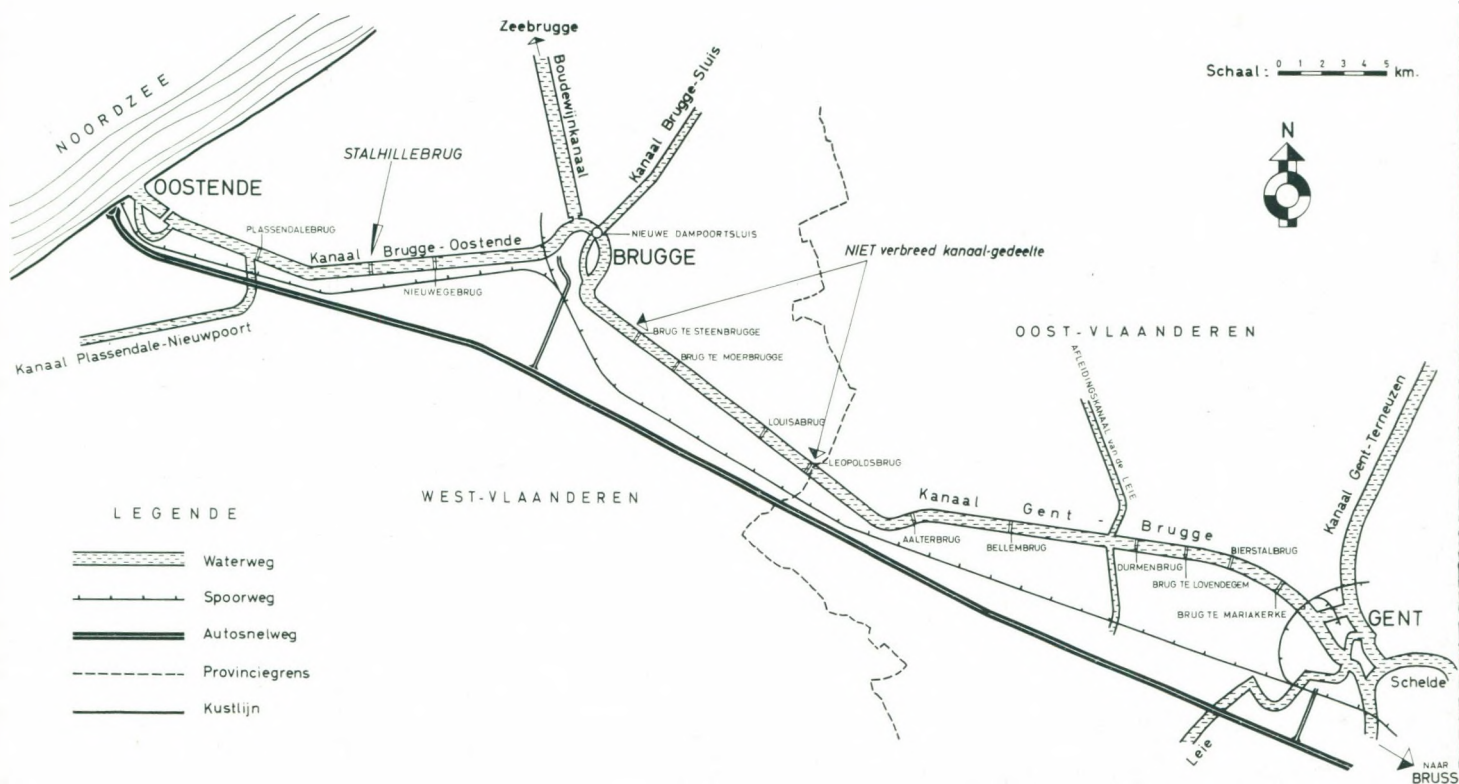 Zeebrugge
Boudewijnkanaal
Kanaal Brugge-Sluis
Schaal: 0 1 2 3 4 5 km.
N
NOORDZEE
STALHILLEBRUG
OOSTENDE
PLASSENDALEBRUG
Kanaal Brugge-Oostende
NIEUWEGEBRUG
NIEUWE DAMPOORTSLUIS
BRUGGE
NIET verbreed kanaal-gedeelte
Kanaal Plassendale-Nieuwpoort
BRUG TE STEENBRUGGE
BRUG TE MOERBRUGGE
OOST-VLAANDEREN
AFLEIDINGSKANAAL van de LEIE
Kanaal Gent-Terneuzen
LOUISABRUG
LEOPOLDSBRUG
WEST-VLAANDEREN
Kanaal Gent - Brugge
AALTERBRUG
BELLEMBRUG
DURMENBRUG
BIERSTALBRUG
BRUG TE LOVENDEGEM
BRUG TE MARIAKERKE
GENT
Schelde
Leie
NAAR
BRUSS
LEGENDE
Waterweg
Spoorweg
Autosnelweg
Provinciegrens
Kustlijn